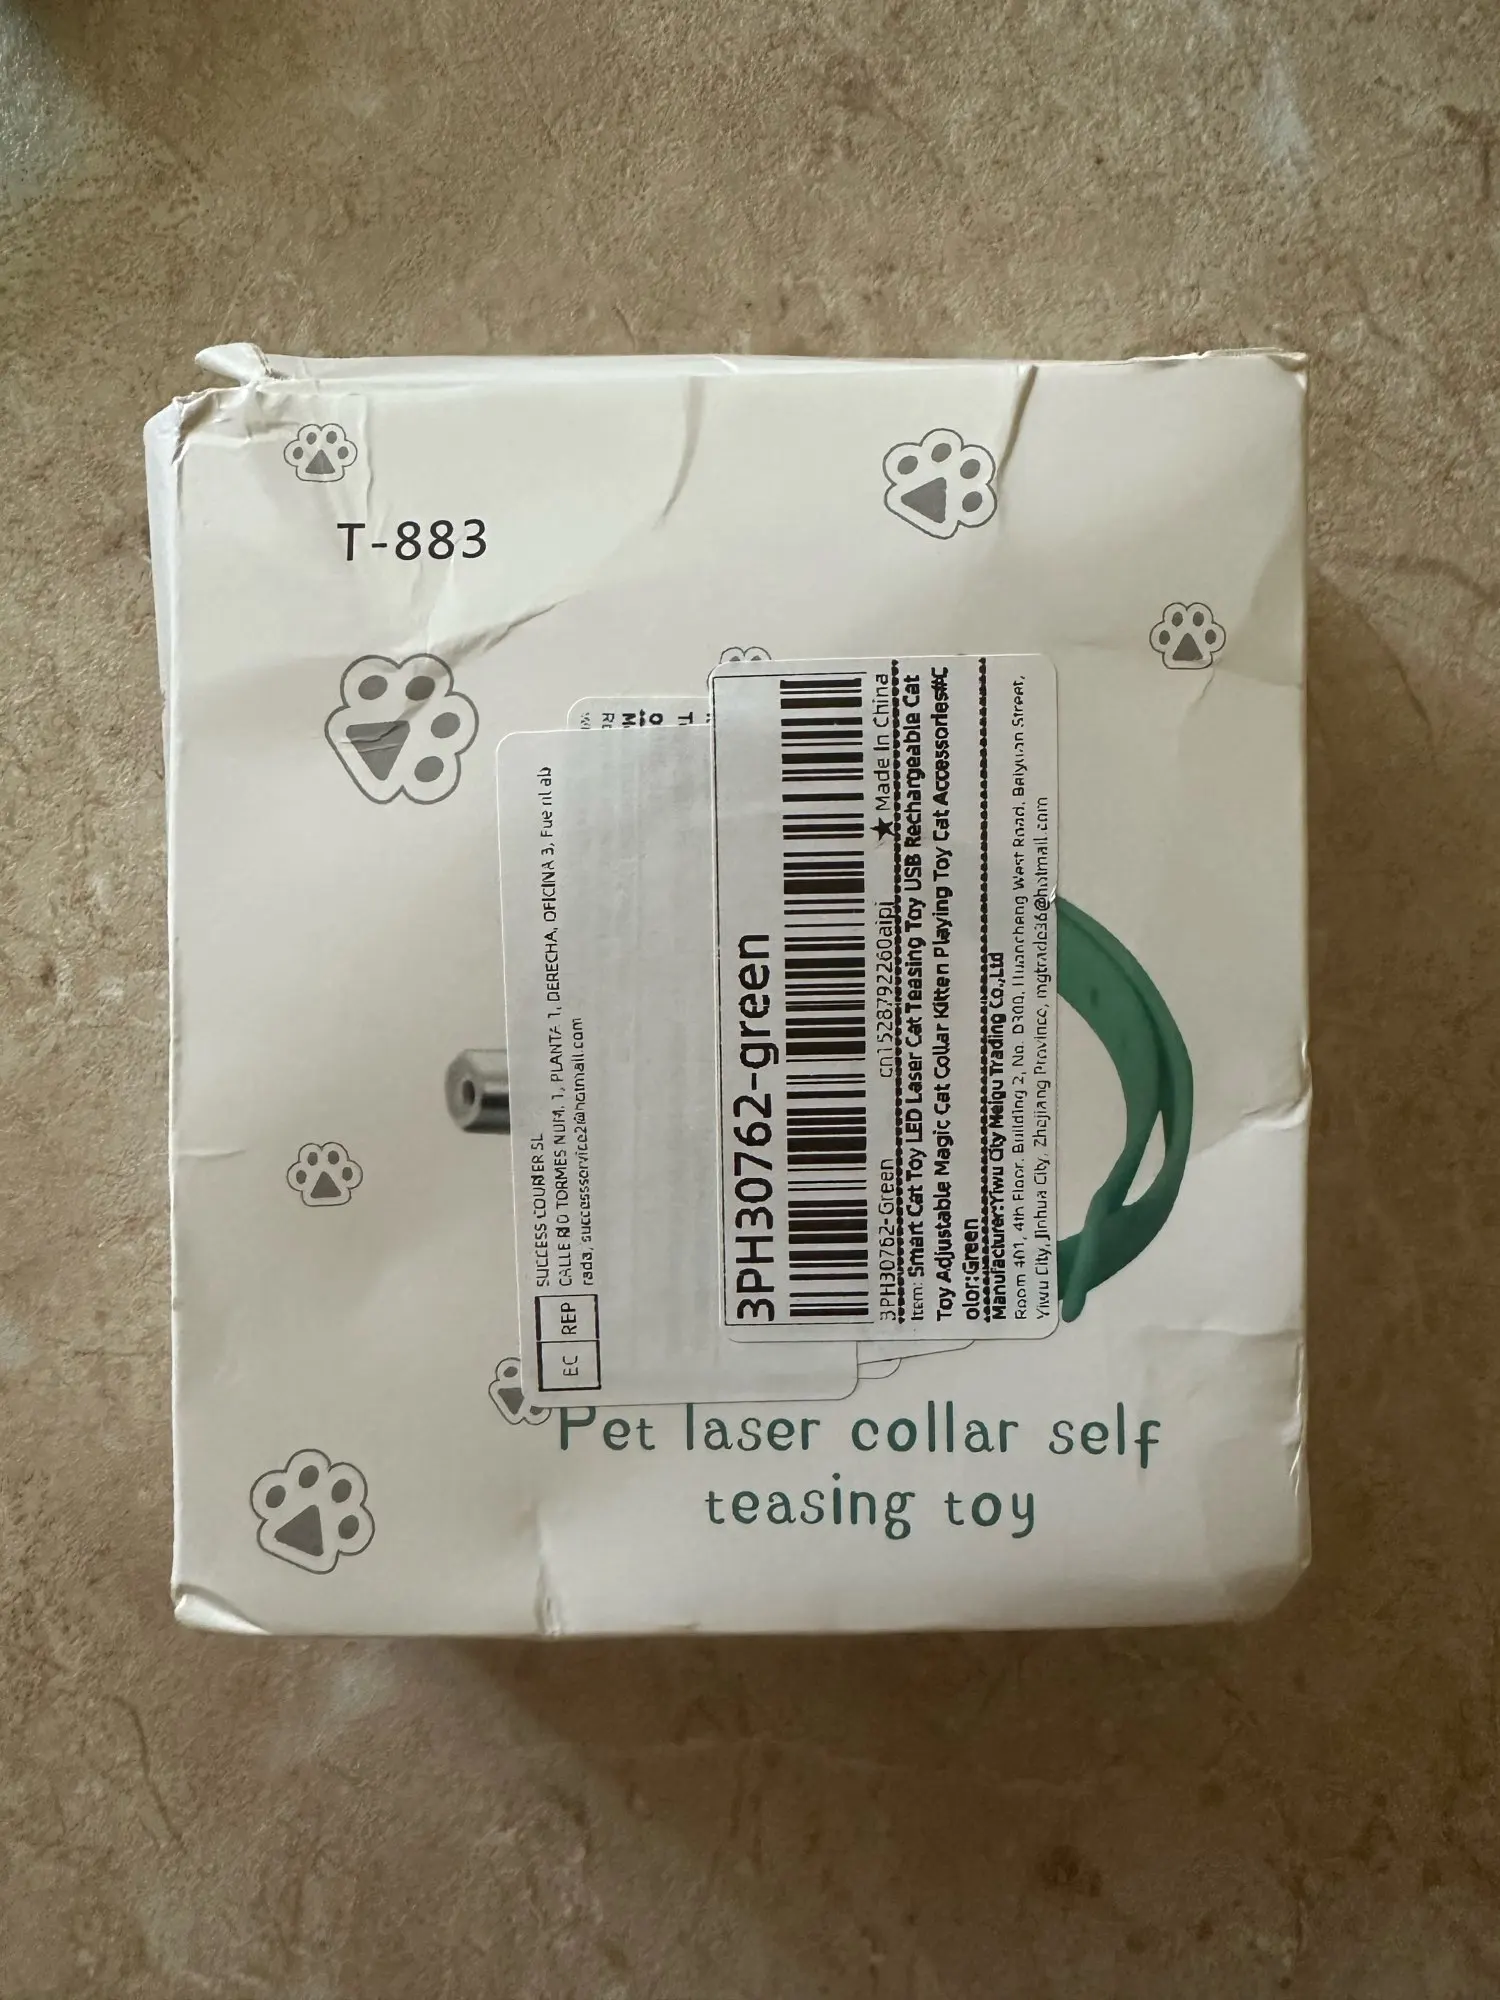 T-883
SUCCESS COURIER SL
CALLE RIO TORMES NUM. 1, PLANTA 1, DERECHA, OFICINA 3, Fuenlab
rada, successservice2@hotmail.com
EC REP
3PH30762-green
3PH30762-Green cn1528792260aipj ★ Made In China
Item: Smart Cat Toy LED Laser Cat Teasing Toy USB Rechargeable Cat
Toy Adjustable Magic Cat Collar Kitten Playing Toy Cat Accessories#C
olor:Green
Manufacturer:Yiwu City Meigu Trading Co.,Ltd
Room 401, 4th Floor, Building 2, No. D300, Huancheng West Road, Beiyuan Street,
Yiwu City, Jinhua City, Zhejiang Province, mgtrade36@hotmail.com
Pet laser collar self
teasing toy